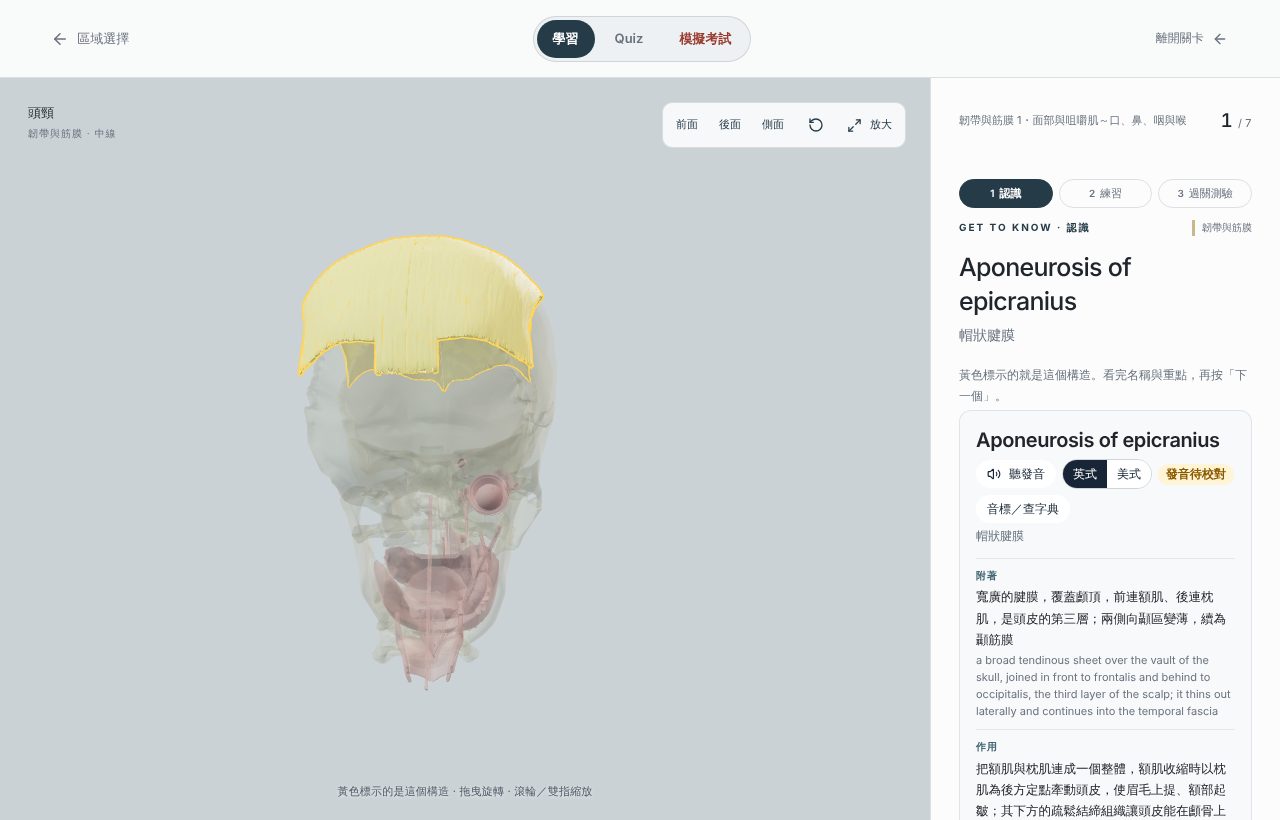 區域選擇
學習
Quiz
模擬考試
離開關卡
頭頸
韌帶與筋膜 · 中線
前面
後面
側面
放大
黃色標示的是這個構造 · 拖曳旋轉 · 滾輪／雙指縮放
韌帶與筋膜 1 · 面部與咀嚼肌～口、鼻、咽與喉
1 / 7
1 認識
2 練習
3 過關測驗
GET TO KNOW · 認識
韌帶與筋膜
Aponeurosis of
epicranius
帽狀腱膜
黃色標示的就是這個構造。看完名稱與重點，再按「下
一個」。
Aponeurosis of epicranius
聽發音
英式
美式
發音待校對
音標／查字典
帽狀腱膜
附著
寬廣的腱膜，覆蓋顱頂，前連額肌、後連枕
肌，是頭皮的第三層；兩側向顳區變薄，續為
顳筋膜
a broad tendinous sheet over the vault of the
skull, joined in front to frontalis and behind to
occipitalis, the third layer of the scalp; it thins out
laterally and continues into the temporal fascia
作用
把額肌與枕肌連成一個整體，額肌收縮時以枕
肌為後方定點牽動頭皮，使眉毛上提、額部起
皺；其下方的疏鬆結締組織讓頭皮能在顱骨上